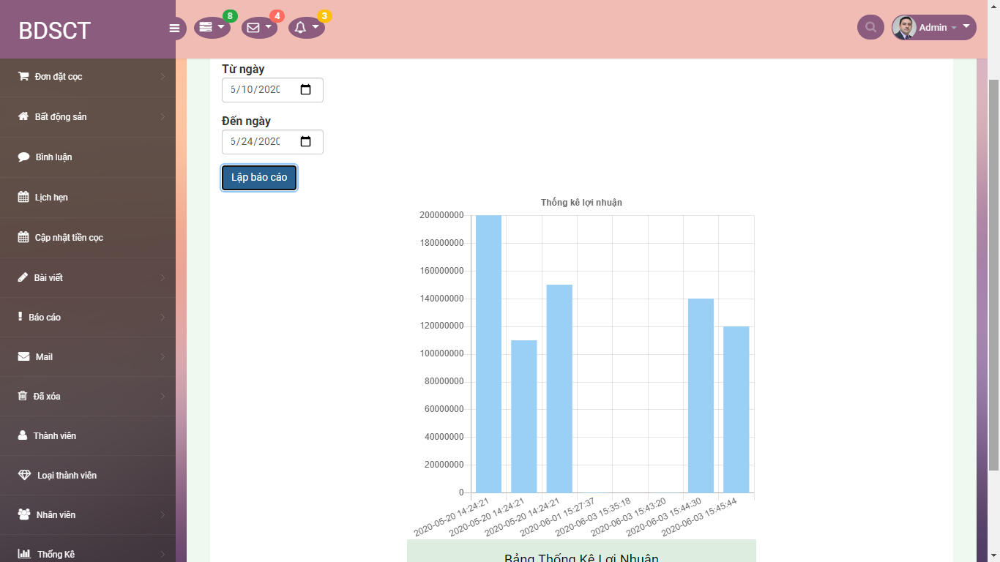 BDSCT
8
4
3
Admin
Đơn đặt cọc
Bất động sản
Bình luận
Lịch hẹn
Cập nhật tiền cọc
Bài viết
Báo cáo
Mail
Đã xóa
Thành viên
Loại thành viên
Nhân viên
Thống Kê
Từ ngày
6/10/2020
Đến ngày
6/24/2020
Lập báo cáo
Thống kê lợi nhuận
200000000
180000000
160000000
140000000
120000000
100000000
80000000
60000000
40000000
20000000
0
2020-05-20 14:24:21
2020-05-20 14:24:21
2020-05-20 14:24:21
2020-06-01 15:27:37
2020-06-03 15:35:18
2020-06-03 15:43:20
2020-06-03 15:44:30
2020-06-03 15:45:44
Bảng Thống Kê Lợi Nhuận